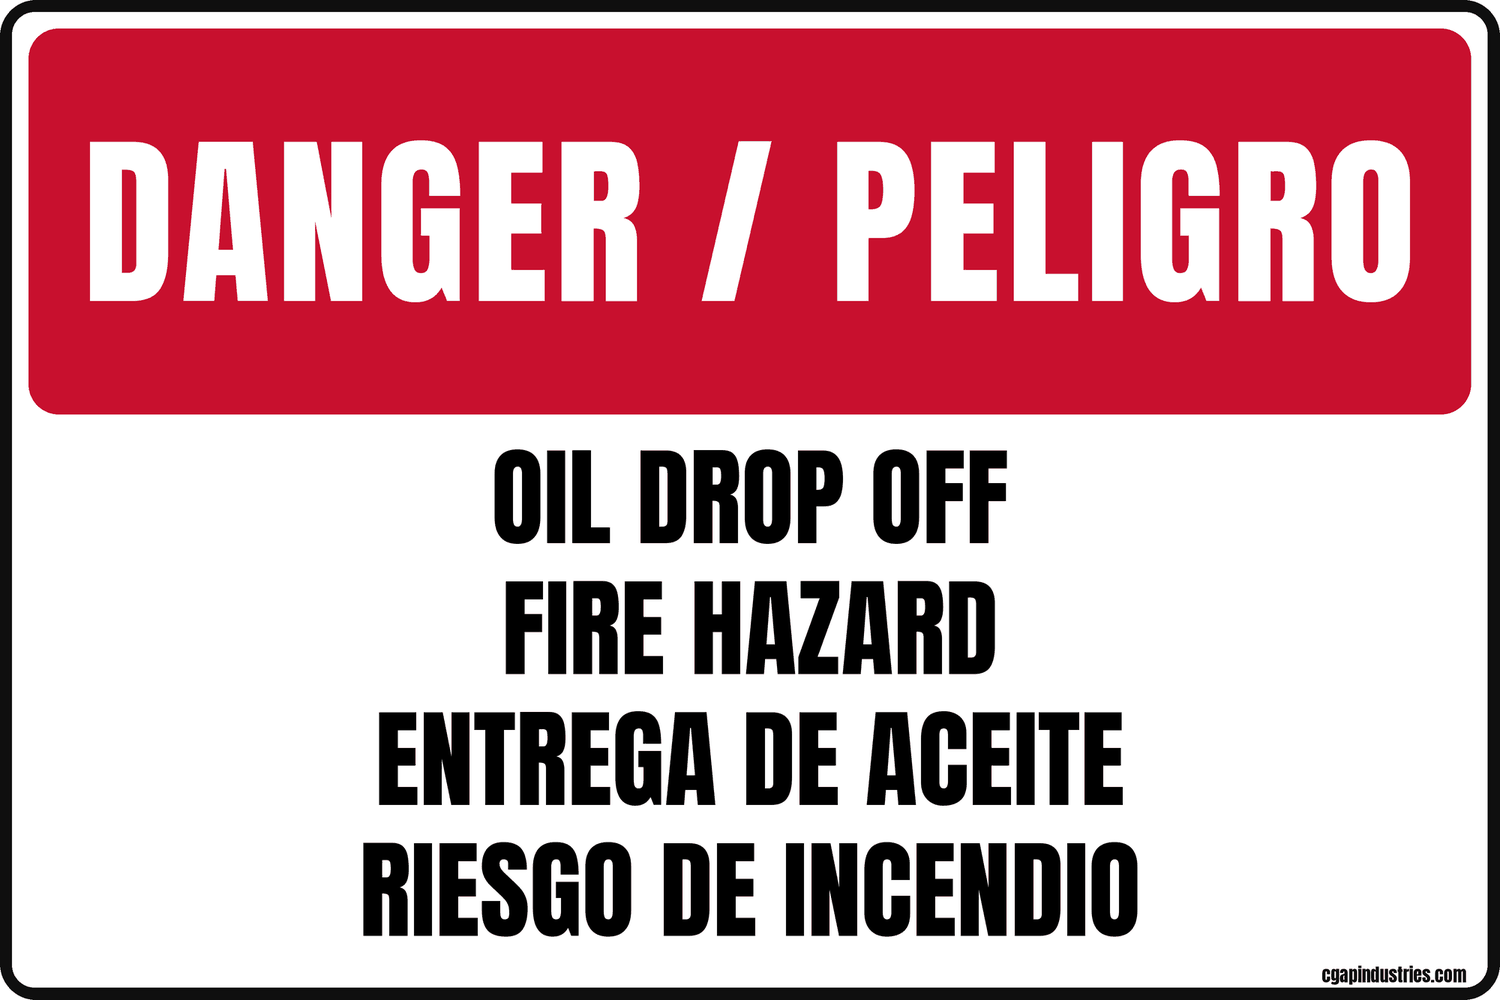 DANGER / PELIGRO
OIL DROP OFF
FIRE HAZARD
ENTREGA DE ACEITE
RIESGO DE INCENDIO
cgapindustries.com